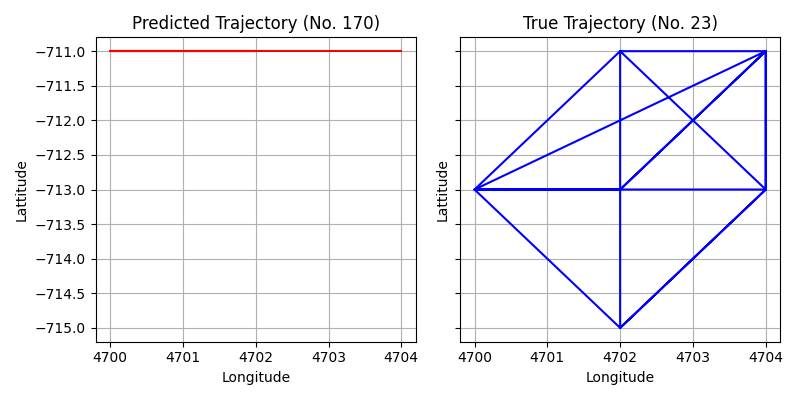 Predicted Trajectory (No. 170)
−711.0
−711.5
−712.0
−712.5
−713.0
−713.5
−714.0
−714.5
−715.0
Lattitude
4700 4701 4702 4703 4704
Longitude
True Trajectory (No. 23)
Lattitude
4700 4701 4702 4703 4704
Longitude